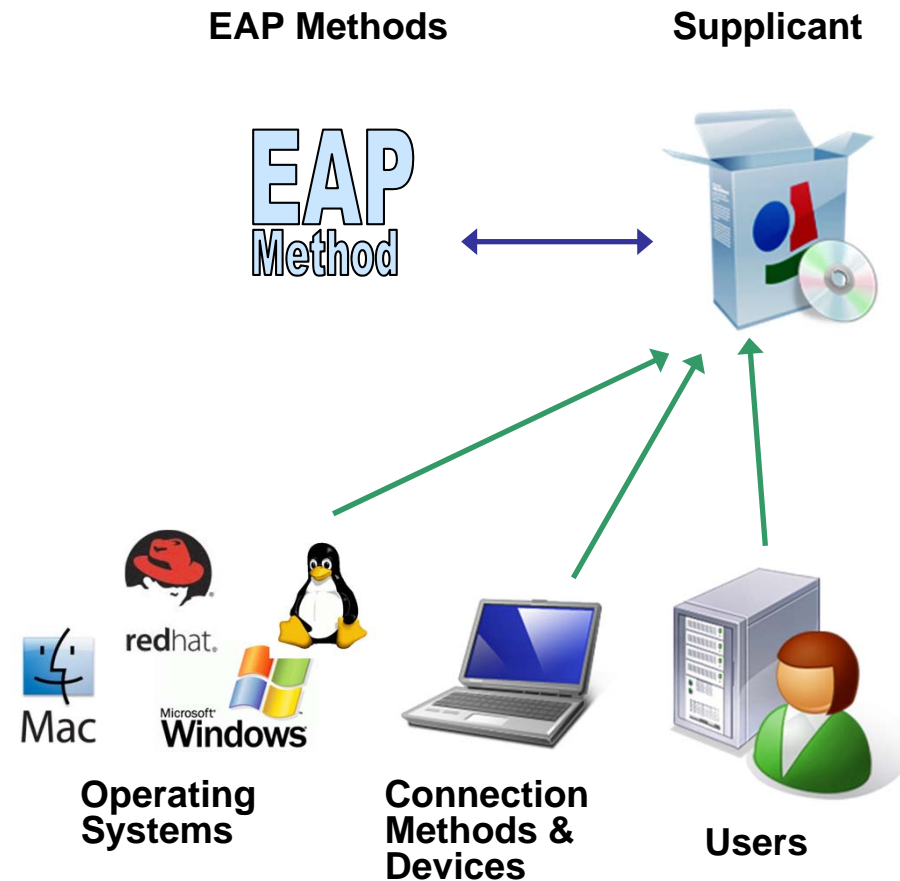 EAP Methods
Supplicant
EAP
Method
redhat.
Mac
Microsoft
Windows
Operating
Systems
Connection
Methods &
Devices
Users